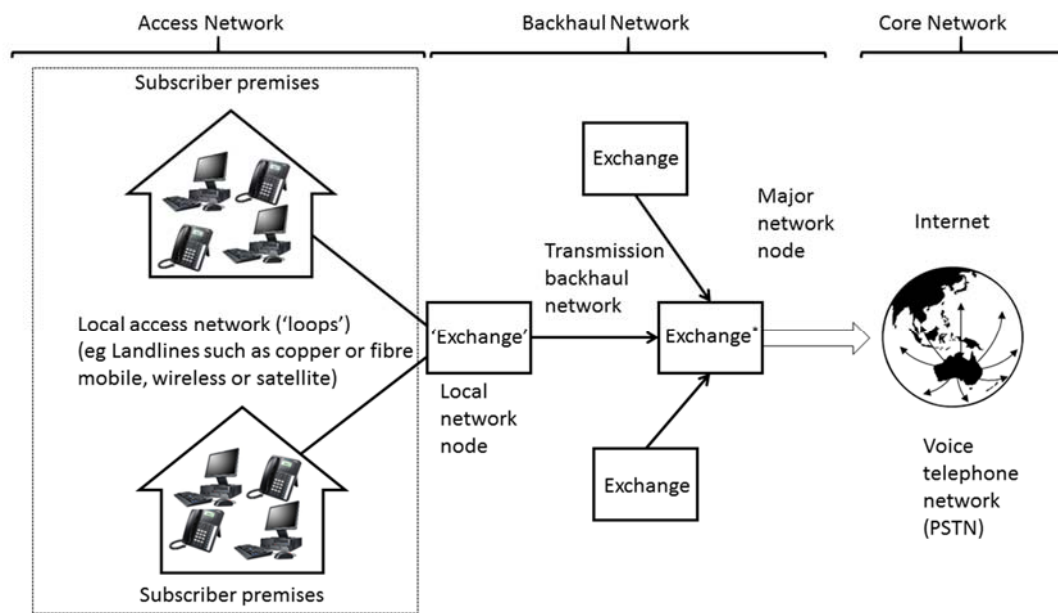 Access Network
Backhaul Network
Core Network
Subscriber premises
Exchange
Major
network
node
Internet
Transmission
backhaul
network
Local access network (‘loops’)
(eg Landlines such as copper or fibre
mobile, wireless or satellite)
‘Exchange’
Exchange*
Local
network
node
Exchange
Voice
telephone
network
(PSTN)
Subscriber premises